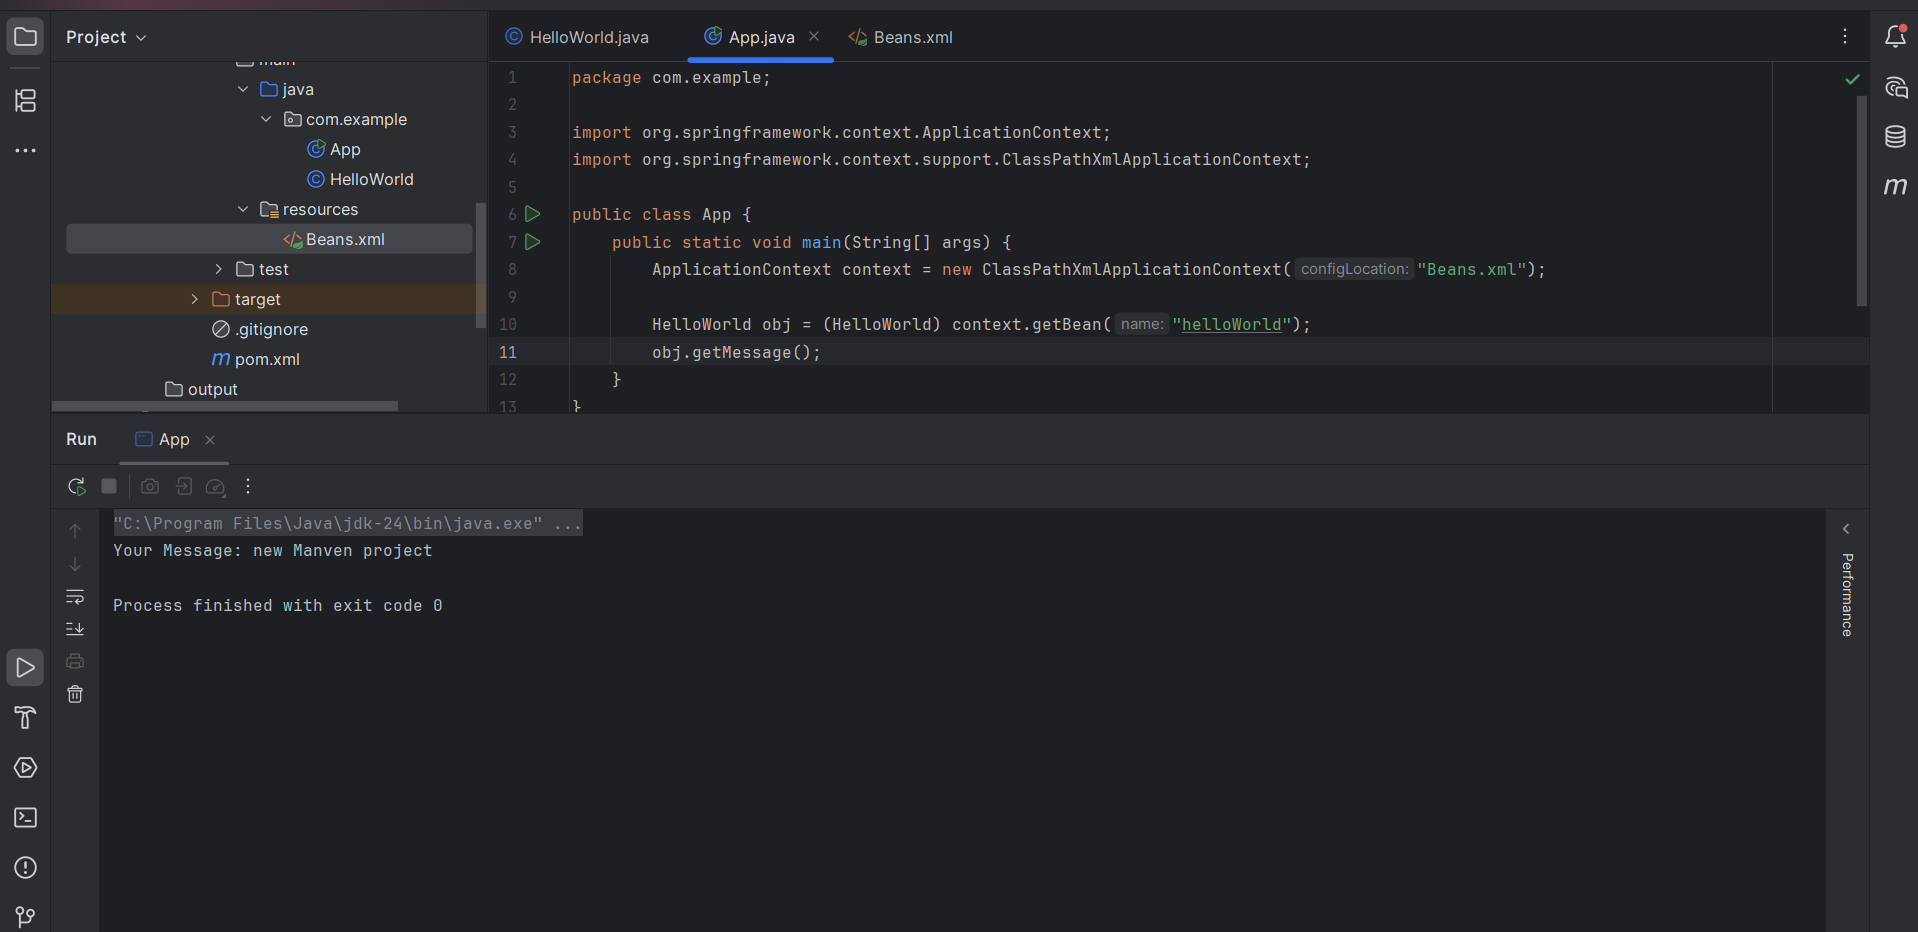 Project
main
java
com.example
App
HelloWorld
resources
Beans.xml
test
target
.gitignore
pom.xml
output
HelloWorld.java
App.java
Beans.xml
1 package com.example;
2
3 import org.springframework.context.ApplicationContext;
4 import org.springframework.context.support.ClassPathXmlApplicationContext;
5
6 public class App {
7 public static void main(String[] args) {
8 ApplicationContext context = new ClassPathXmlApplicationContext( configLocation: "Beans.xml");
9
10 HelloWorld obj = (HelloWorld) context.getBean( name: "helloWorld");
11 obj.getMessage();
12 }
13 }
Run
App
"C:\Program Files\Java\jdk-24\bin\java.exe" ...
Your Message: new Manven project
Process finished with exit code 0
Performance